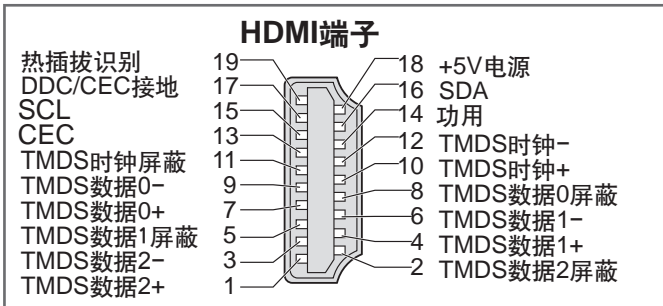 HDMI端子
热插拔识别 19
DDC/CEC接地 17
SCL 15
CEC 13
TMDS时钟屏蔽 11
TMDS数据0− 9
TMDS数据0+ 7
TMDS数据1屏蔽 5
TMDS数据2− 3
TMDS数据2+ 1
18 +5V电源
16 SDA
14 功用
12 TMDS时钟−
10 TMDS时钟+
8 TMDS数据0屏蔽
6 TMDS数据1−
4 TMDS数据1+
2 TMDS数据2屏蔽